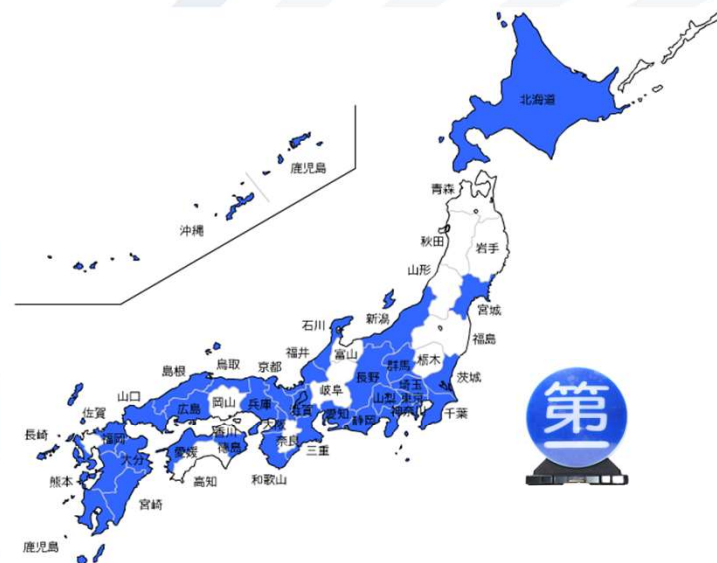 北海道
鹿児島
沖縄
青森
秋田
岩手
山形
宮城
新潟
福島
石川
富山
福井
栃木
群馬
茨城
長野
埼玉
山梨
東京
神奈川
千葉
岐阜
静岡
愛知
滋賀
京都
鳥取
島根
兵庫
岡山
広島
山口
大阪
奈良
三重
和歌山
香川
徳島
愛媛
高知
佐賀
福岡
長崎
大分
熊本
宮崎
鹿児島
第一